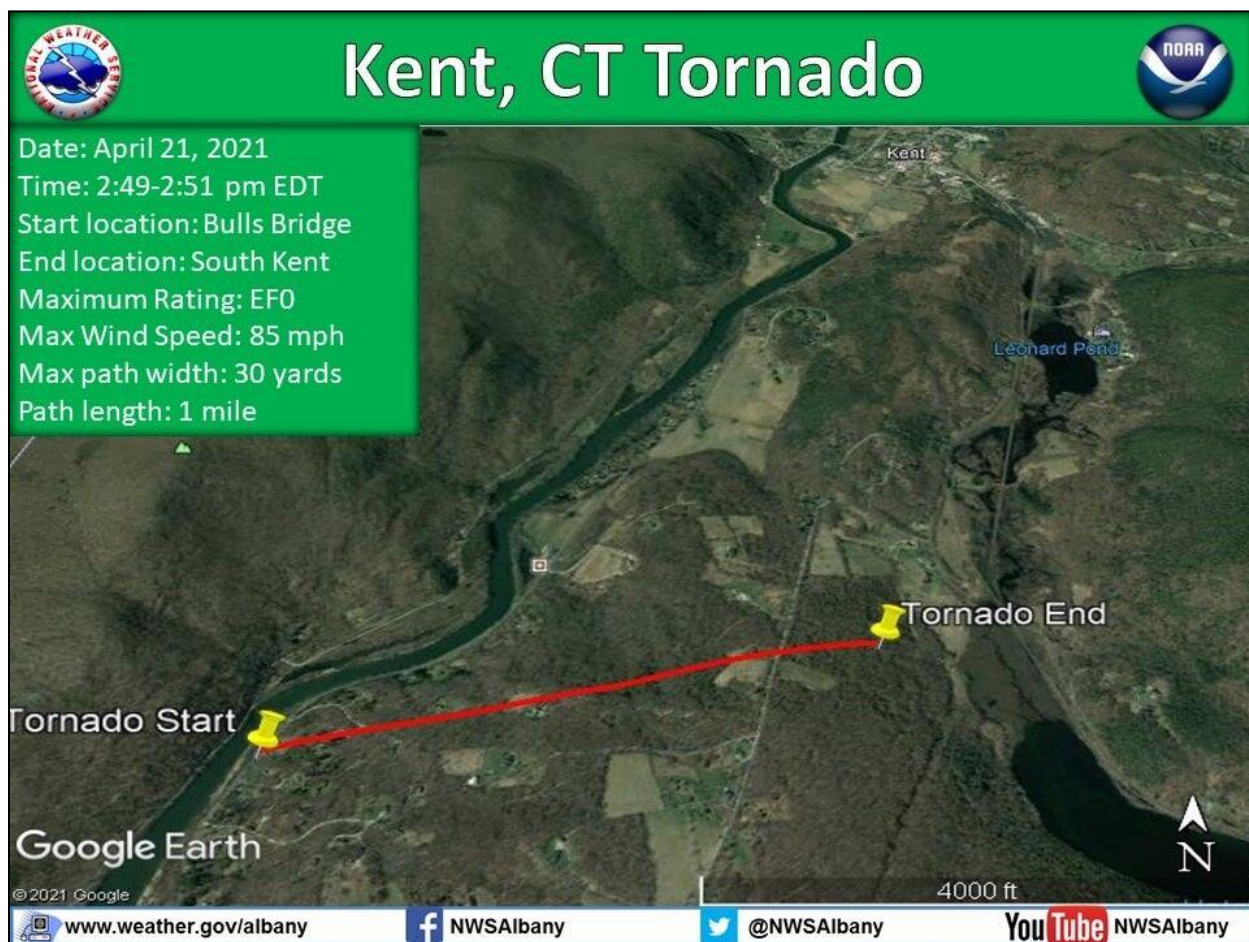 Kent, CT Tornado
NATIONAL WEATHER SERVICE
NOAA
Date: April 21, 2021
Time: 2:49-2:51 pm EDT
Start location: Bulls Bridge
End location: South Kent
Maximum Rating: EF0
Max Wind Speed: 85 mph
Max path width: 30 yards
Path length: 1 mile
Kent
Leonard Pond
Tornado End
Tornado Start
N
Google Earth
©2021 Google
4000 ft
www.weather.gov/albany
NWSAlbany
@NWSAlbany
YouTube NWSAlbany